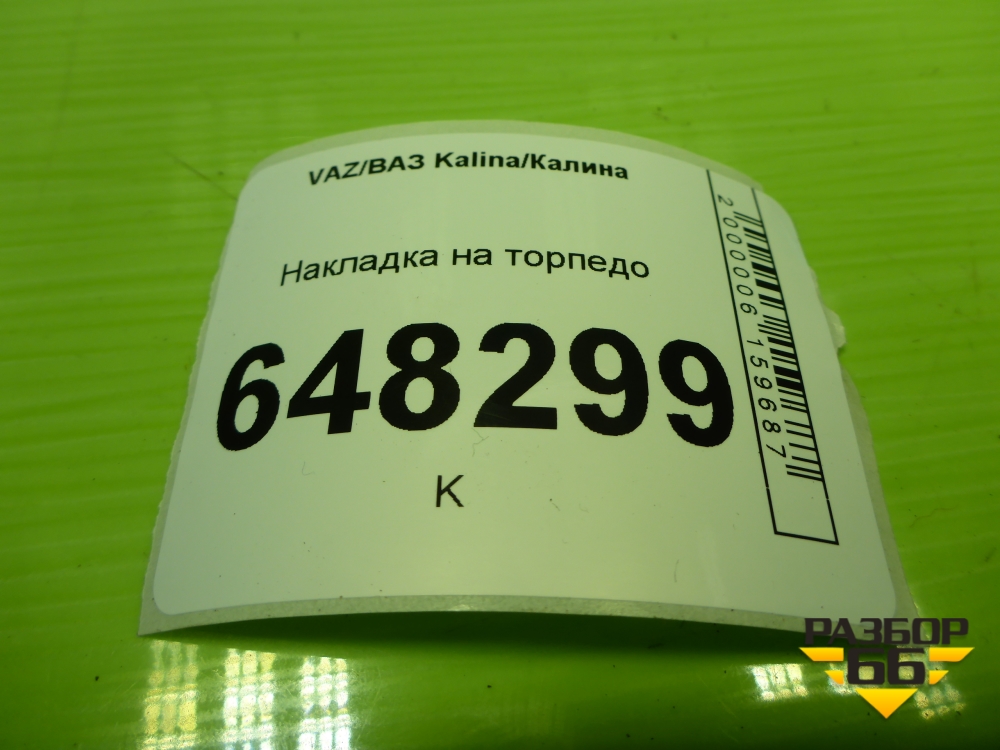 VAZ/ВАЗ Kalina/Калина
Накладка на торпедо
648299
К
2000006159687
РАЗБОР
66